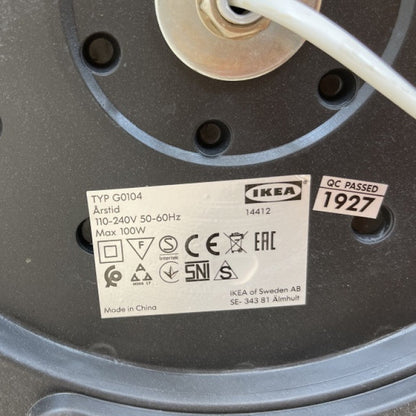 TYP G0104
Årstid
110-240V 50-60Hz
Max 100W
IKEA
14412
QC PASSED
1927
F
S
Intertek
CE
EAC
SNI
S
IKEA of Sweden AB
SE- 343 81 Älmhult
Made in China